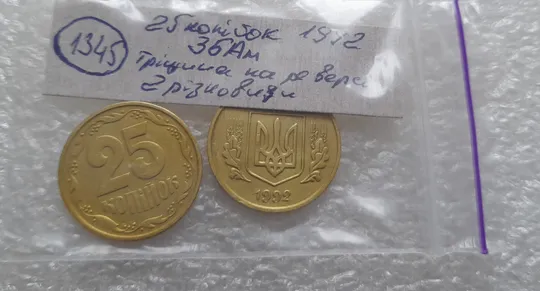 1345
25 копійок 1992
3БАм
тріщина на реверсі
2 різновиди
25
КОПІЙОК
1992